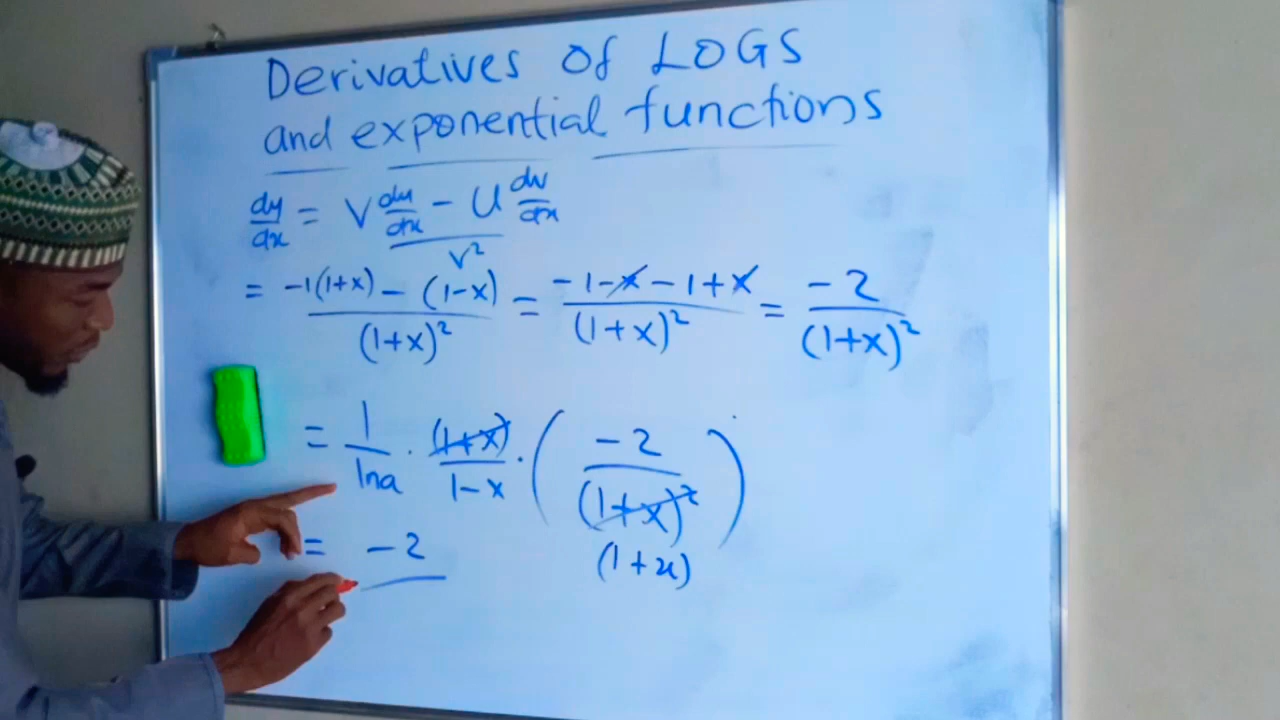 Derivatives of LOGS
and exponential functions
dy/dx = V du/dx - U dv/dx / V²
= -1(1+x) - (1-x) / (1+x)² = -1-x-1+x / (1+x)² = -2 / (1+x)²
= 1/lna · (1+x)/1-x · ( -2 / (1+x)² )
(1+x)
= -2